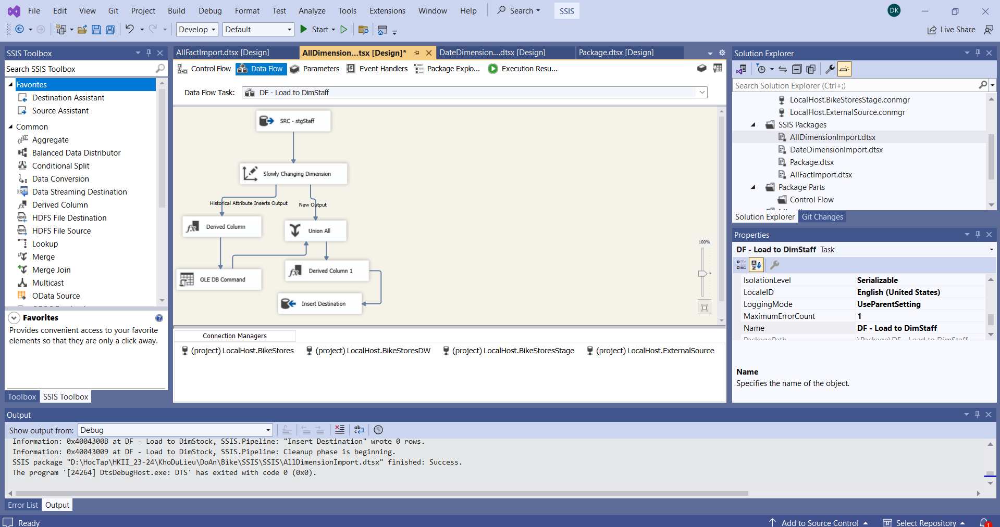 File Edit View Git Project Build Debug Format Test Analyze Tools Extensions Window Help Search SSIS DK
Develop Default Start Live Share
SSIS Toolbox
Search SSIS Toolbox
Favorites
Destination Assistant
Source Assistant
Common
Aggregate
Balanced Data Distributor
Conditional Split
Data Conversion
Data Streaming Destination
Derived Column
HDFS File Destination
HDFS File Source
Lookup
Merge
Merge Join
Multicast
OData Source
Favorites
Provides convenient access to your favorite
elements so that they are only a click away.
Toolbox SSIS Toolbox
AllFactImport.dtsx [Design] AllDimension...tsx [Design]* DateDimension....dtsx [Design] Package.dtsx [Design]
Control Flow Data Flow Parameters Event Handlers Package Explo... Execution Resu...
Data Flow Task: DF - Load to DimStaff
SRC - stgStaff
Slowly Changing Dimension
Historical Attribute Inserts Output New Output
Derived Column
Union All
Derived Column 1
OLE DB Command
Insert Destination
100%
Connection Managers
(project) LocalHost.BikeStores (project) LocalHost.BikeStoresDW (project) LocalHost.BikeStoresStage (project) LocalHost.ExternalSource
Solution Explorer
Search Solution Explorer (Ctrl+;)
LocalHost.BikeStoresStage.conmgr
LocalHost.ExternalSource.conmgr
SSIS Packages
AllDimensionImport.dtsx
DateDimensionImport.dtsx
Package.dtsx
AllFactImport.dtsx
Package Parts
Control Flow
Solution Explorer Git Changes
Properties
DF - Load to DimStaff Task
IsolationLevel Serializable
LocaleID English (United States)
LoggingMode UseParentSetting
MaximumErrorCount 1
Name DF - Load to DimStaff
PackagePath \Package\DF - Load to DimStaff
Name
Specifies the name of the object.
Output
Show output from: Debug
Information: 0x4004300B at DF - Load to DimStock, SSIS.Pipeline: "Insert Destination" wrote 0 rows.
Information: 0x40043009 at DF - Load to DimStock, SSIS.Pipeline: Cleanup phase is beginning.
SSIS package "D:\HocTap\HKII_23-24\KhoDuLieu\DoAn\Bike\SSIS\SSIS\AllDimensionImport.dtsx" finished: Success.
The program '[24264] DtsDebugHost.exe: DTS' has exited with code 0 (0x0).
Error List Output
Ready Add to Source Control Select Repository 1